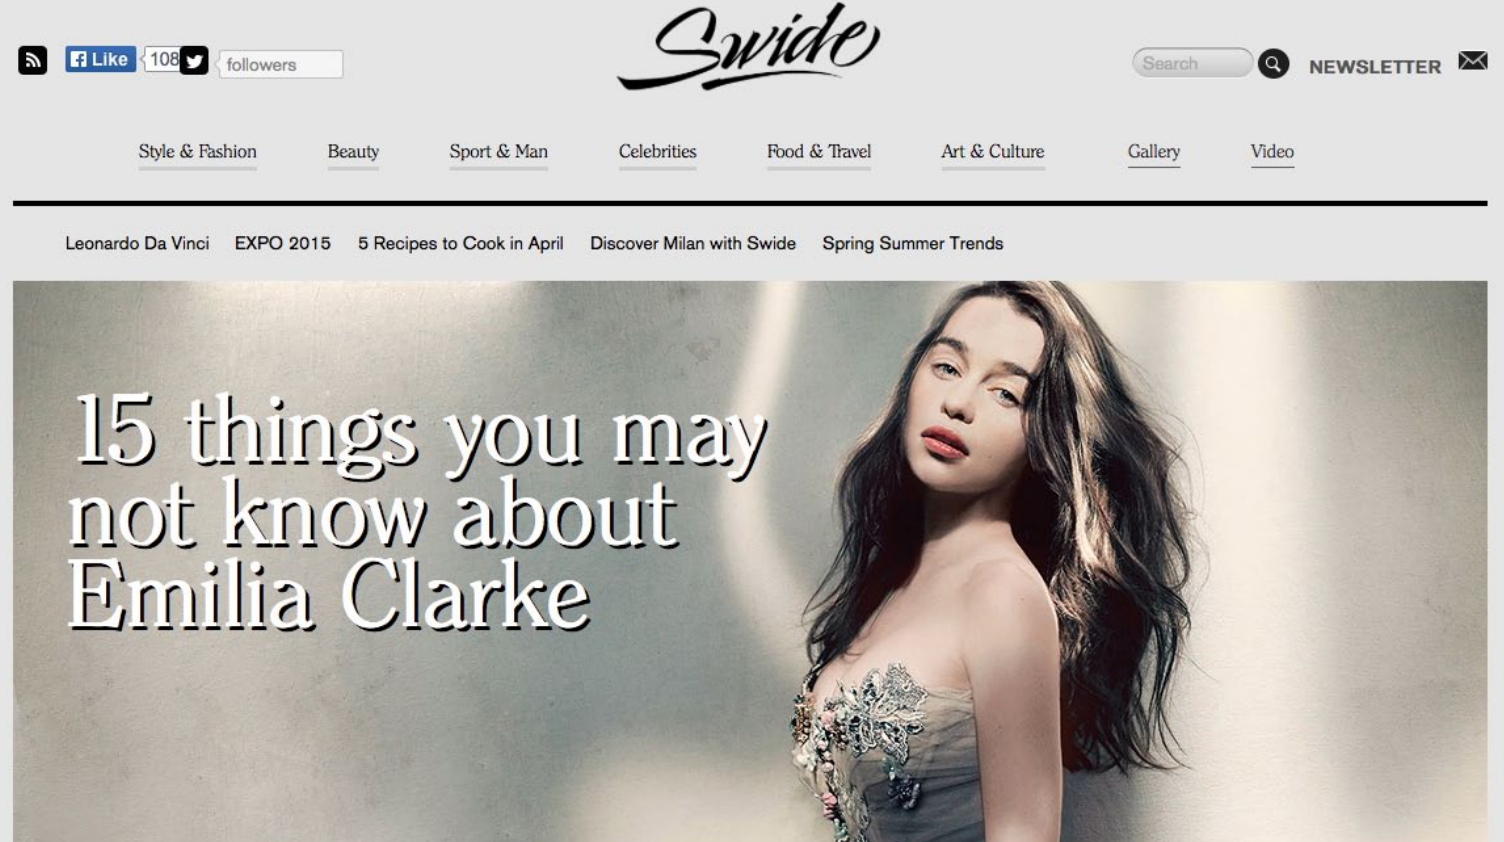 Swide
Like 108
followers
Search
NEWSLETTER
Style & Fashion
Beauty
Sport & Man
Celebrities
Food & Travel
Art & Culture
Gallery
Video
Leonardo Da Vinci
EXPO 2015
5 Recipes to Cook in April
Discover Milan with Swide
Spring Summer Trends
15 things you may
not know about
Emilia Clarke